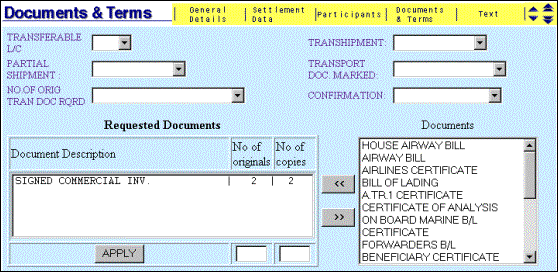 Documents & Terms | General Details | Settlement Data | Participants | Documents & Terms | Text
TRANSFERABLE L/C
TRANSHIPMENT:
PARTIAL SHIPMENT :
TRANSPORT DOC. MARKED:
NO.OF ORIG TRAN DOC RQRD
CONFIRMATION:
Requested Documents
Documents
Document Description
No of originals
No of copies
SIGNED COMMERCIAL INV. | 2 | 2
<<
>>
HOUSE AIRWAY BILL
AIRWAY BILL
AIRLINES CERTIFICATE
BILL OF LADING
A.TR.1 CERTIFICATE
CERTIFICATE OF ANALYSIS
ON BOARD MARINE B/L
CERTIFICATE
FORWARDERS B/L
BENEFICIARY CERTIFICATE
APPLY